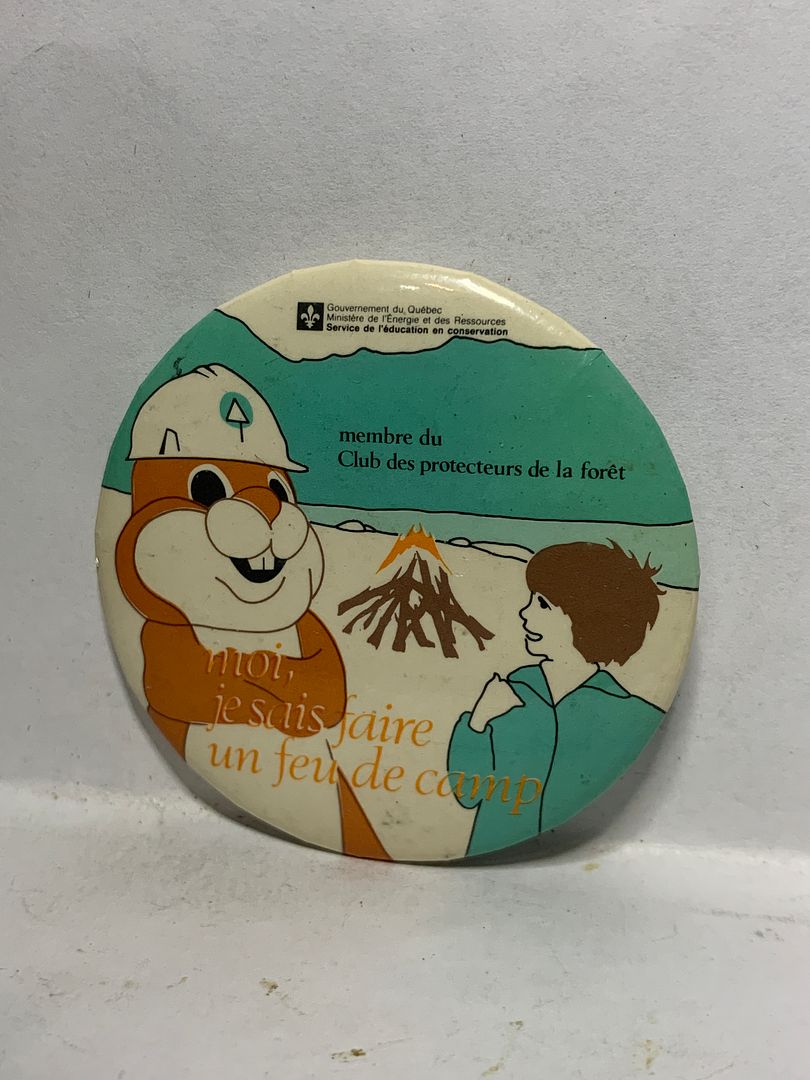 Gouvernement du Québec
Ministère de l'Énergie et des Ressources
Service de l'éducation en conservation
membre du
Club des protecteurs de la forêt
moi,
je sais faire
un feu de camp